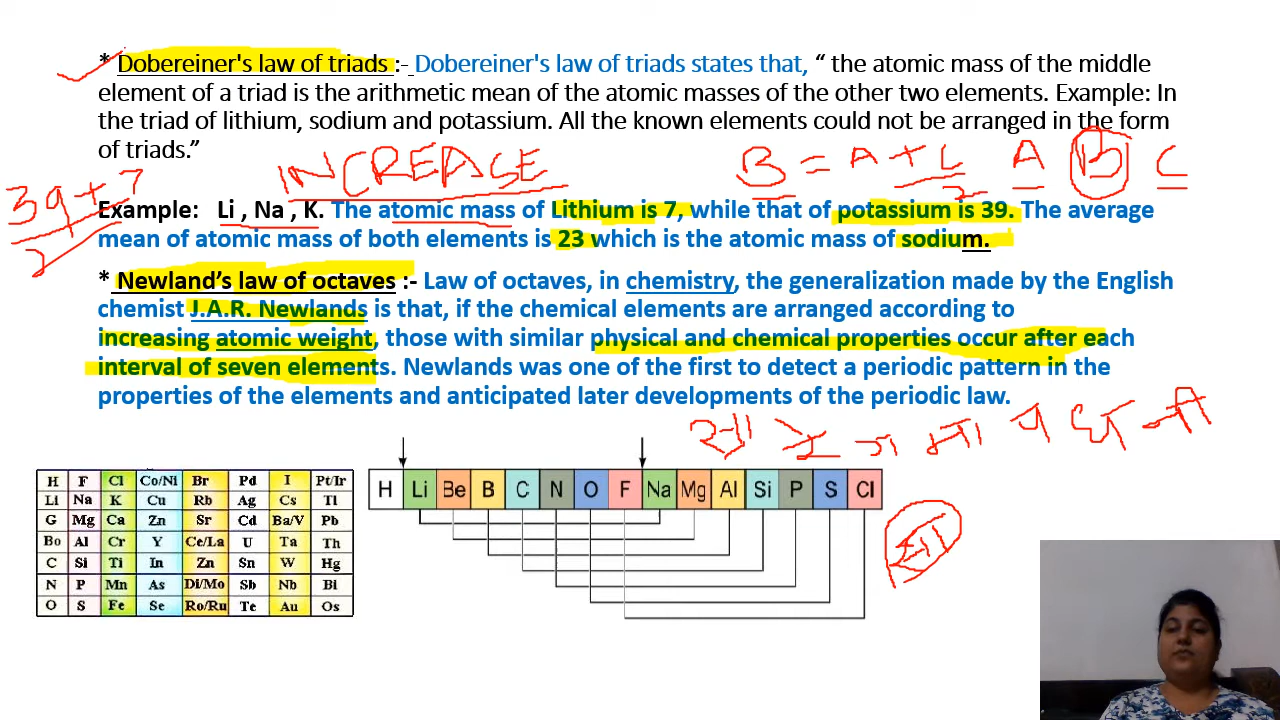 * Dobereiner's law of triads :- Dobereiner's law of triads states that, “ the atomic mass of the middle
element of a triad is the arithmetic mean of the atomic masses of the other two elements. Example: In
the triad of lithium, sodium and potassium. All the known elements could not be arranged in the form
of triads.”
INCREASE
B = A + C A B C
2
39 + 7
2
Example: Li , Na , K. The atomic mass of Lithium is 7, while that of potassium is 39. The average
mean of atomic mass of both elements is 23 which is the atomic mass of sodium.
* Newland’s law of octaves :- Law of octaves, in chemistry, the generalization made by the English
chemist J.A.R. Newlands is that, if the chemical elements are arranged according to
increasing atomic weight, those with similar physical and chemical properties occur after each
interval of seven elements. Newlands was one of the first to detect a periodic pattern in the
properties of the elements and anticipated later developments of the periodic law.
सा रे ग मा प धा नी
सा
H F Cl Co/Ni Br Pd I Pt/Ir
Li Na K Cu Rb Ag Cs Tl
G Mg Ca Zn Sr Cd Ba/V Pb
Bo Al Cr Y Ce/La U Ta Th
C Si Ti In Zn Sn W Hg
N P Mn As Di/Mo Sb Nb Bi
O S Fe Se Ro/Ru Te Au Os
H Li Be B C N O F Na Mg Al Si P S Cl